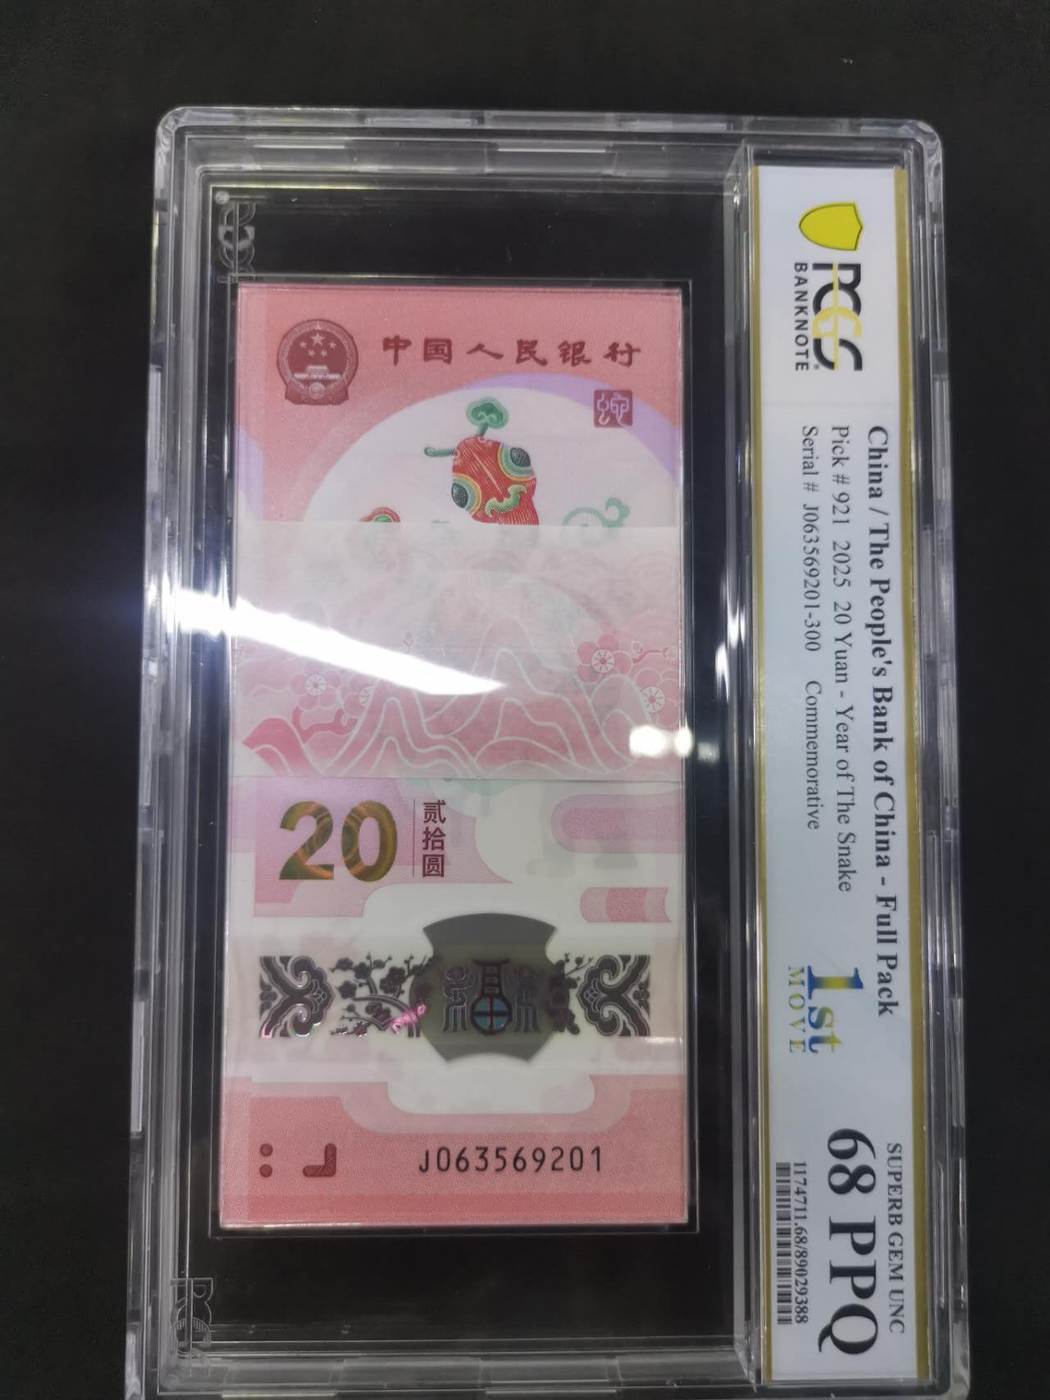 中国人民银行
20
贰拾圆
J063569201
PCGS
BANKNOTE
China / The People's Bank of China - Full Pack
Pick # 921 2025 20 Yuan - Year of The Snake
Serial # J063569201-300 Commemorative
1st
MOVE
SUPERB GEM UNC
68 PPQ
1174711.68/89029388